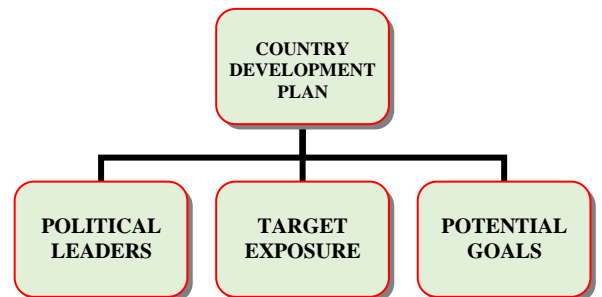 COUNTRY
DEVELOPMENT
PLAN
POLITICAL
LEADERS
TARGET
EXPOSURE
POTENTIAL
GOALS